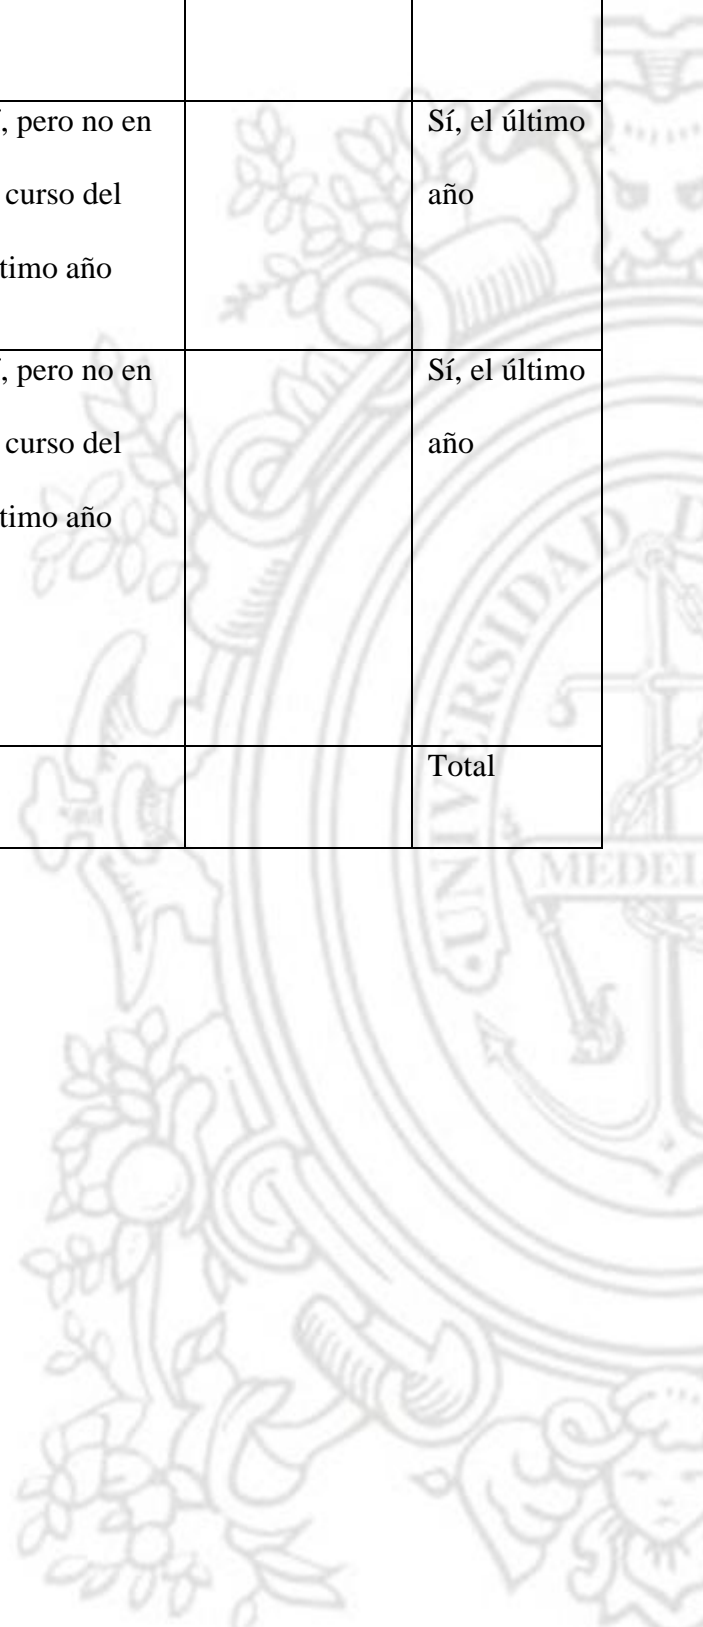 , pero no en
curso del
timo año
Sí, el último
año
, pero no en
curso del
timo año
Sí, el último
año
Total
UNIVERSIDAD D
MEDEL